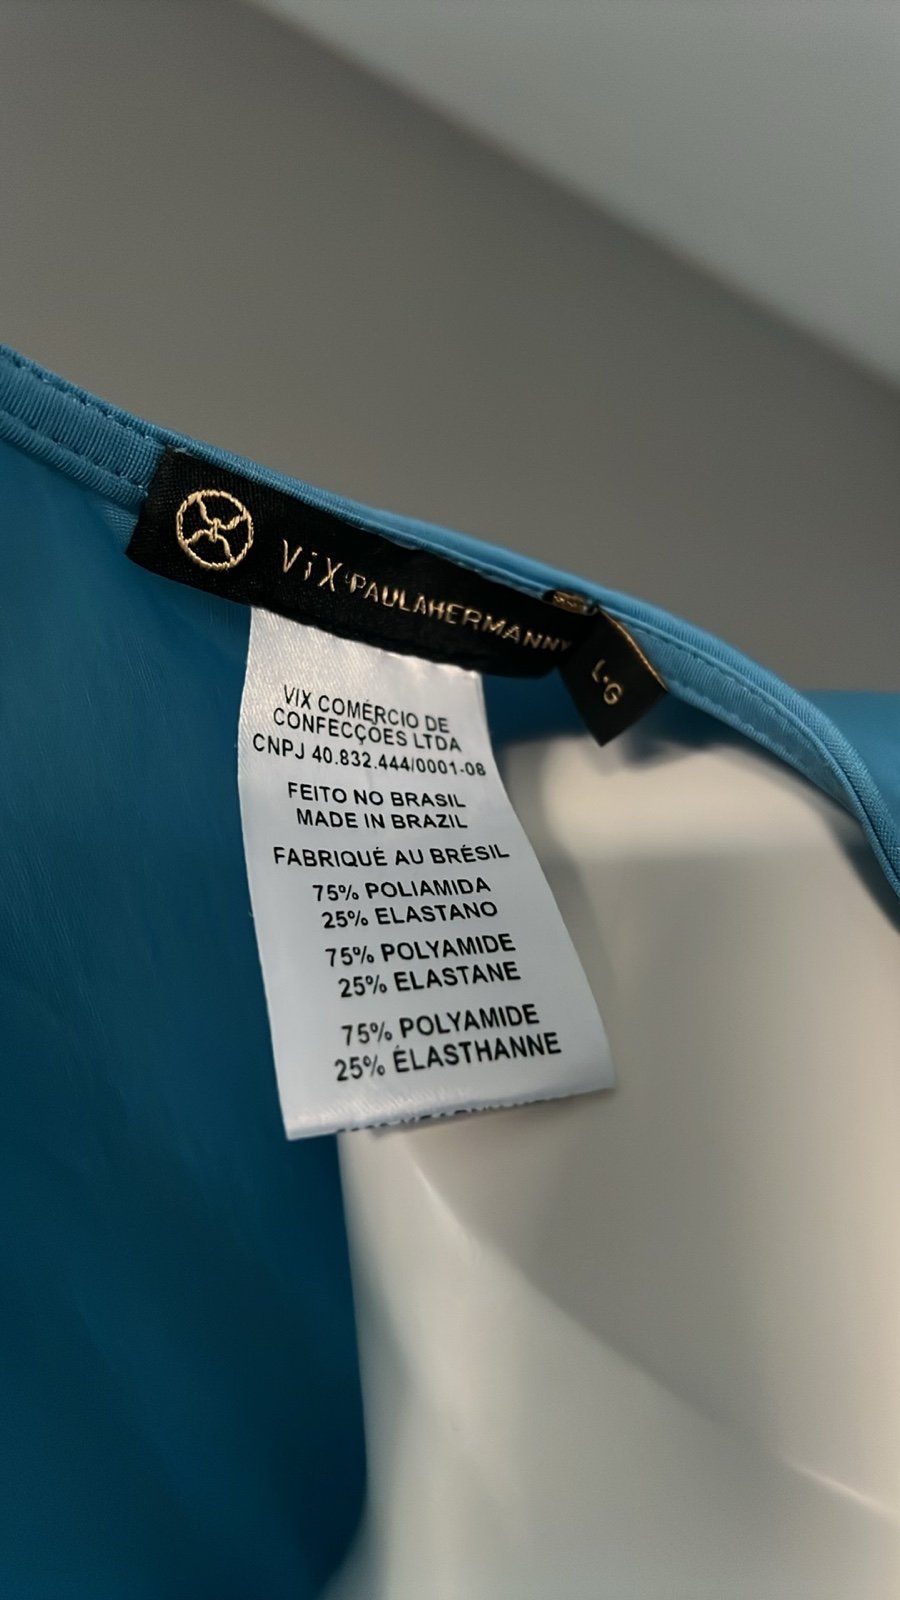 ViX PAULAHERMANNY
L·G
VIX COMÉRCIO DE
CONFECÇÕES LTDA
CNPJ 40.832.444/0001-08
FEITO NO BRASIL
MADE IN BRAZIL
FABRIQUÉ AU BRÉSIL
75% POLIAMIDA
25% ELASTANO
75% POLYAMIDE
25% ELASTANE
75% POLYAMIDE
25% ÉLASTHANNE